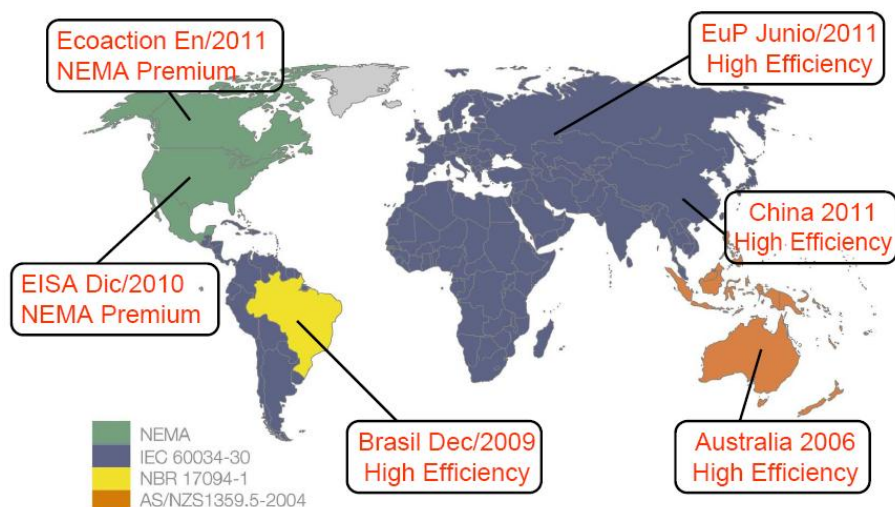 Ecoaction En/2011
NEMA Premium
EuP Junio/2011
High Efficiency
China 2011
High Efficiency
EISA Dic/2010
NEMA Premium
Brasil Dec/2009
High Efficiency
Australia 2006
High Efficiency
NEMA
IEC 60034-30
NBR 17094-1
AS/NZS1359.5-2004